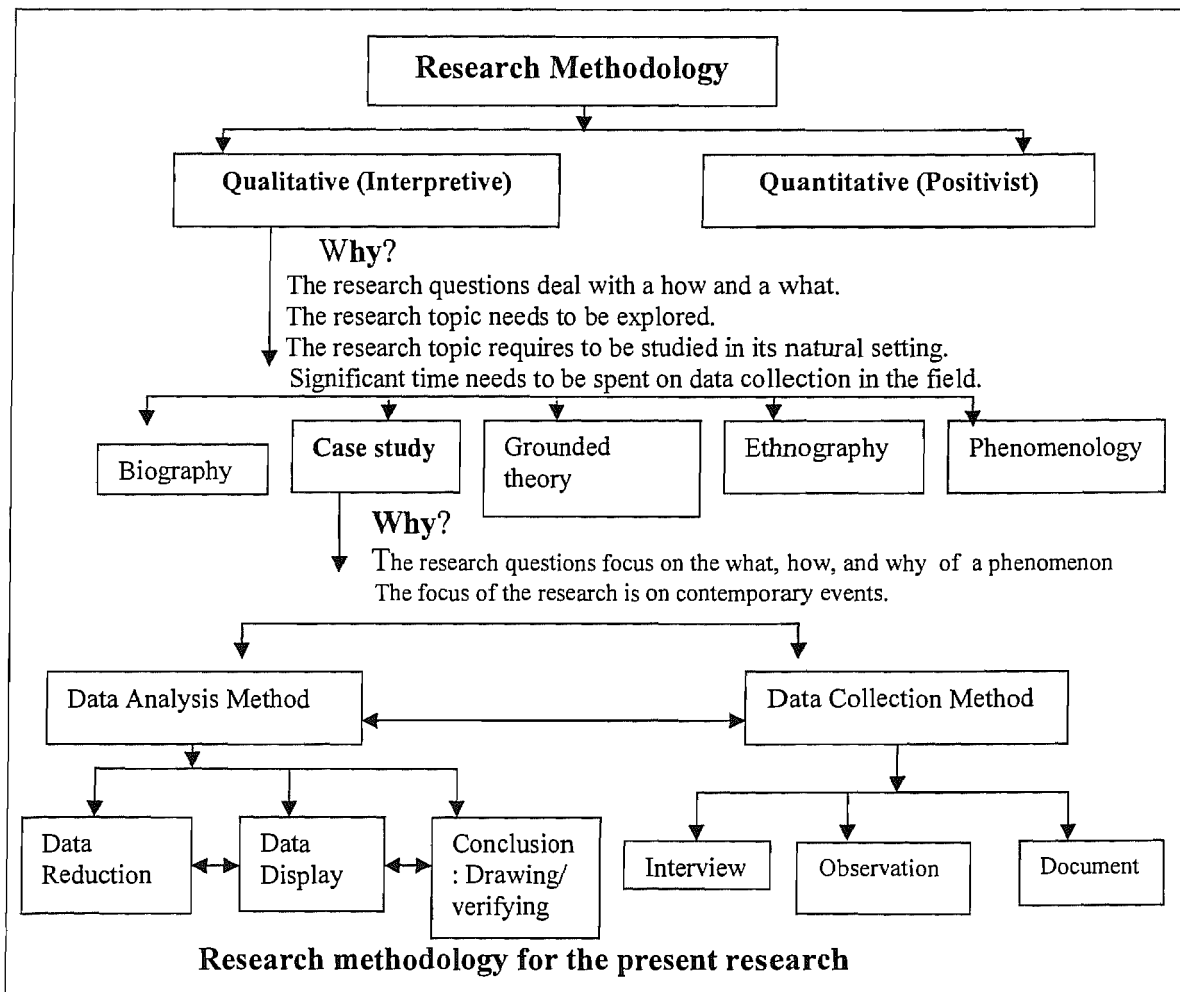 Research Methodology
Qualitative (Interpretive)
Quantitative (Positivist)
Why?
The research questions deal with a how and a what.
The research topic needs to be explored.
The research topic requires to be studied in its natural setting.
Significant time needs to be spent on data collection in the field.
Biography
Case study
Grounded
theory
Ethnography
Phenomenology
Why?
The research questions focus on the what, how, and why of a phenomenon
The focus of the research is on contemporary events.
Data Analysis Method
Data Collection Method
Data
Reduction
Data
Display
Conclusion
: Drawing/
verifying
Interview
Observation
Document
Research methodology for the present research